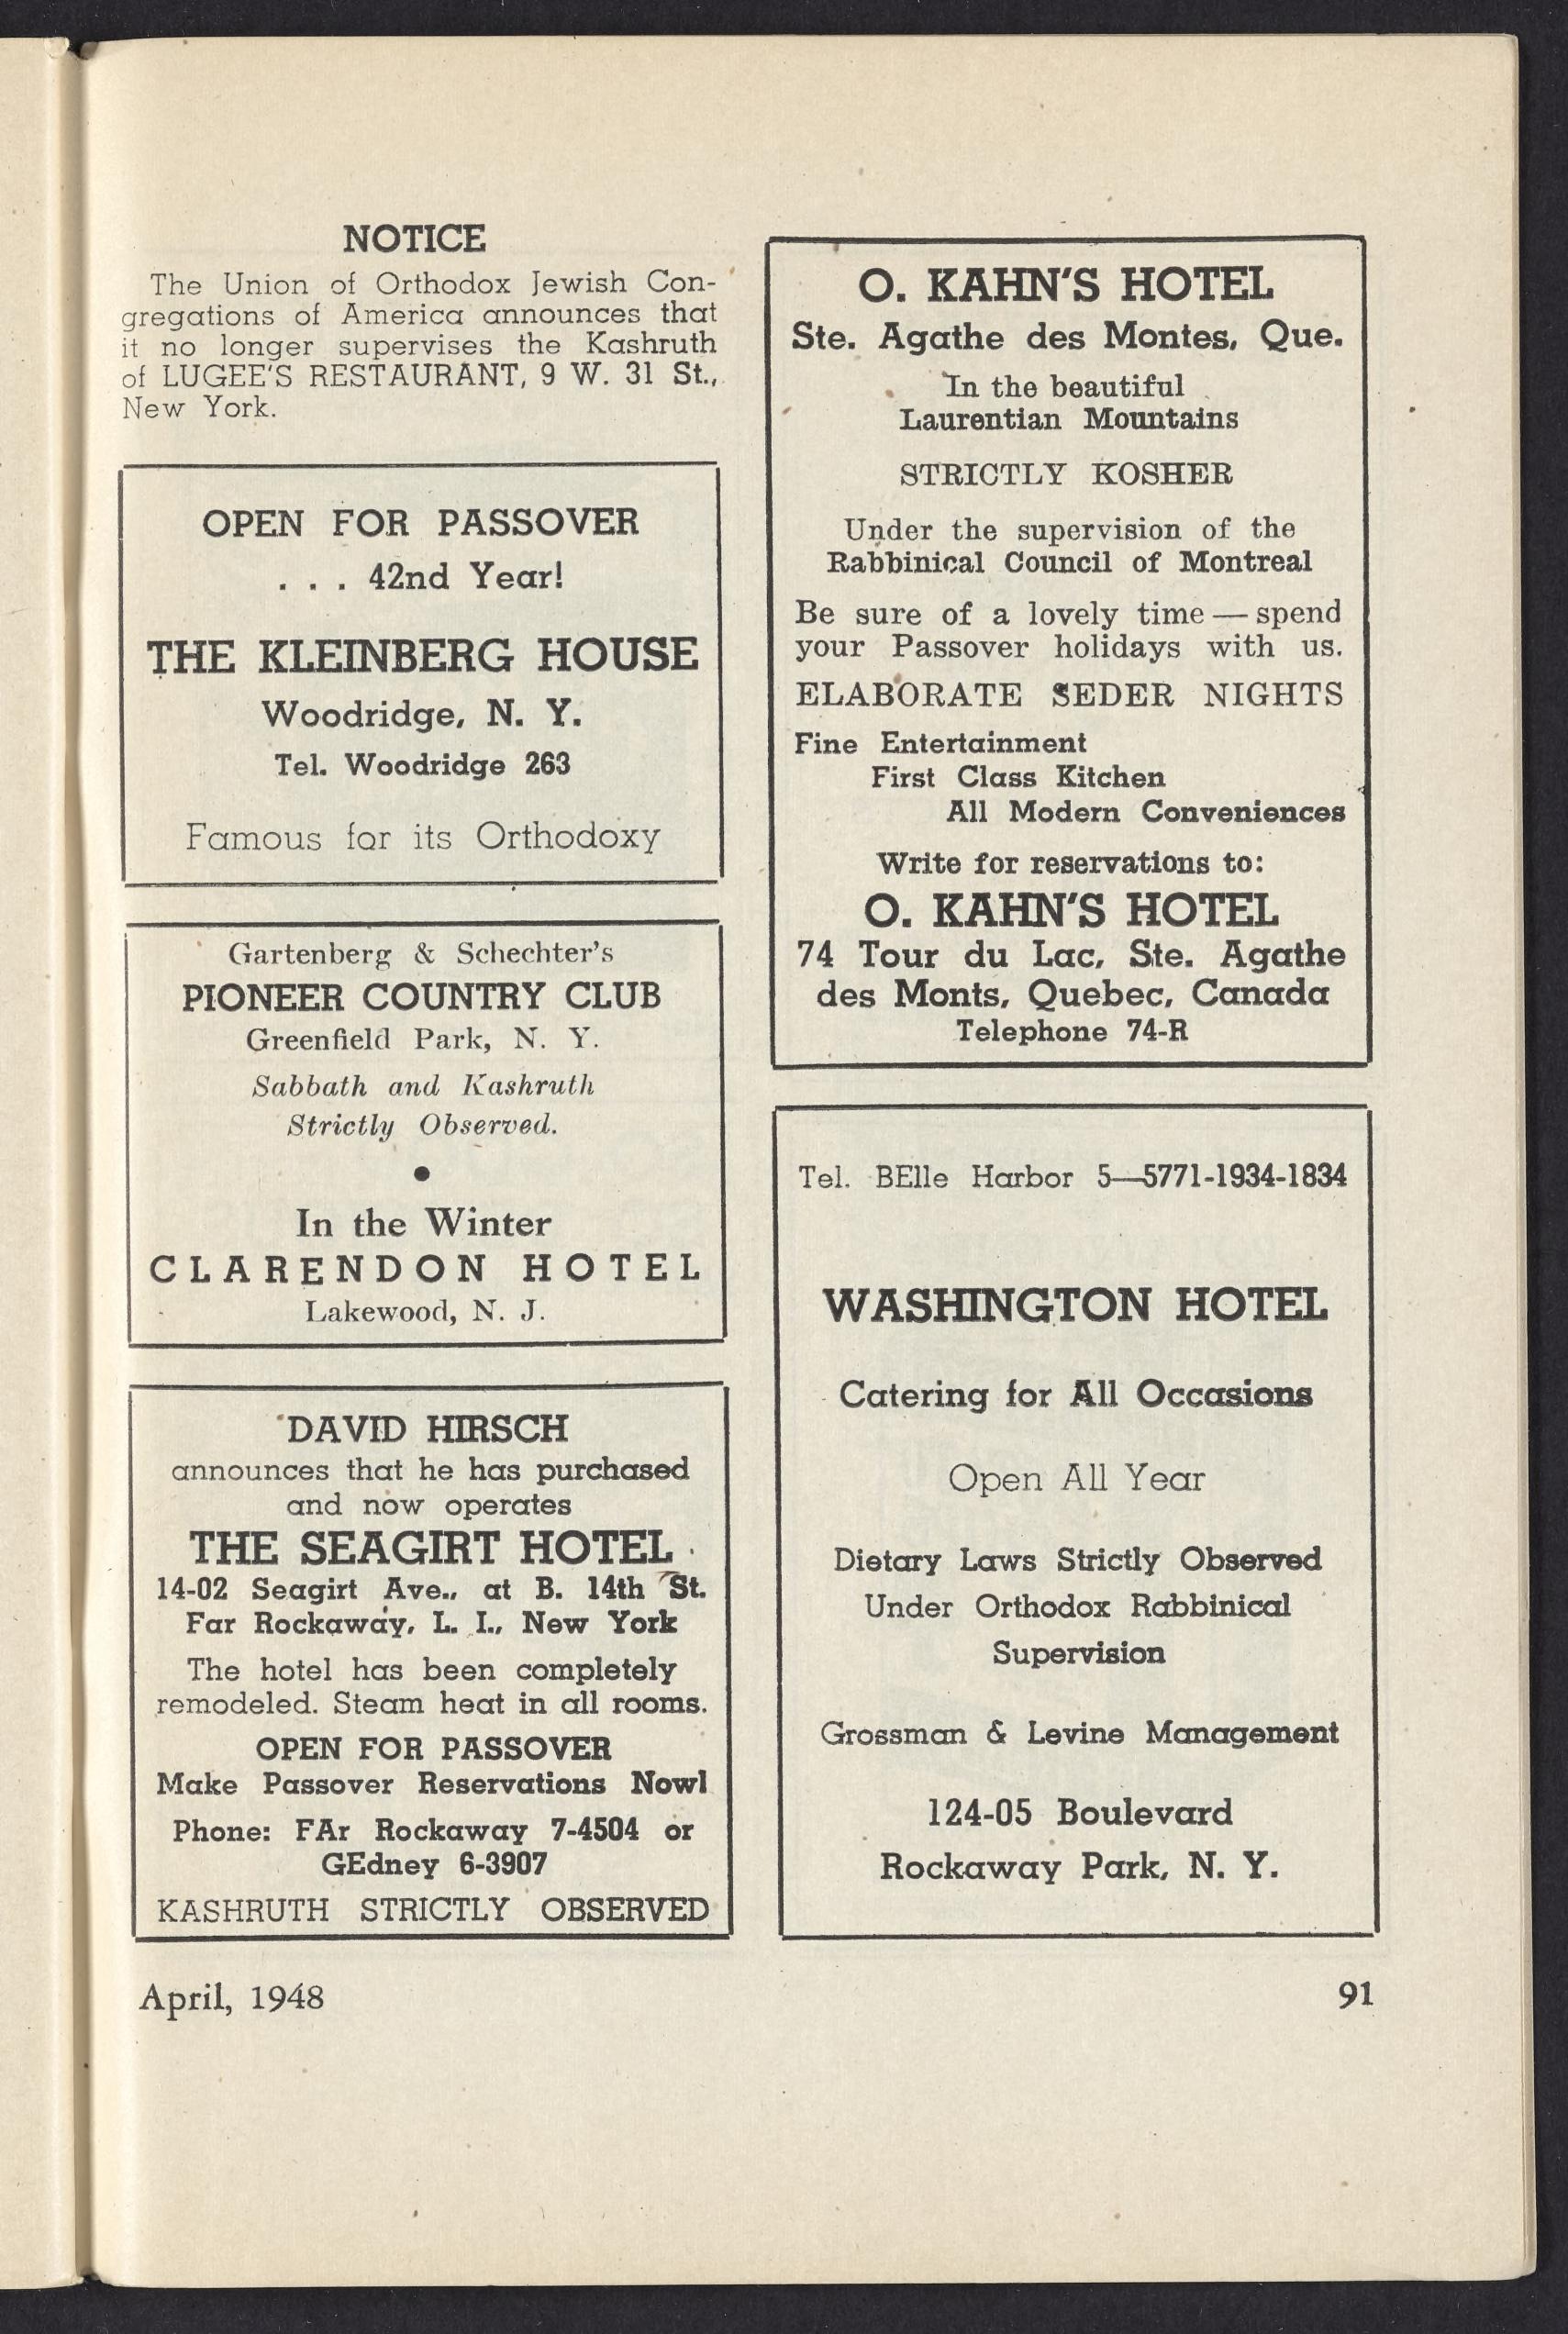 NOTICE
The Union of Orthodox Jewish Con-
gregations of America announces that
it no longer supervises the Kashruth
of LUGEE'S RESTAURANT, 9 W. 31 St.,
New York.
OPEN FOR PASSOVER
. . . 42nd Year!
THE KLEINBERG HOUSE
Woodridge, N. Y.
Tel. Woodridge 263
Famous for its Orthodoxy
Gartenberg & Schechter's
PIONEER COUNTRY CLUB
Greenfield Park, N. Y.
Sabbath and Kashruth
Strictly Observed.
●
In the Winter
CLARENDON HOTEL
Lakewood, N. J.
DAVID HIRSCH
announces that he has purchased
and now operates
THE SEAGIRT HOTEL
14-02 Seagirt Ave., at B. 14th St.
Far Rockaway, L. I., New York
The hotel has been completely
remodeled. Steam heat in all rooms.
OPEN FOR PASSOVER
Make Passover Reservations Now!
Phone: FAr Rockaway 7-4504 or
GEdney 6-3907
KASHRUTH STRICTLY OBSERVED
O. KAHN'S HOTEL
Ste. Agathe des Montes, Que.
In the beautiful
Laurentian Mountains
STRICTLY KOSHER
Under the supervision of the
Rabbinical Council of Montreal
Be sure of a lovely time — spend
your Passover holidays with us.
ELABORATE SEDER NIGHTS
Fine Entertainment
First Class Kitchen
All Modern Conveniences
Write for reservations to:
O. KAHN'S HOTEL
74 Tour du Lac, Ste. Agathe
des Monts, Quebec, Canada
Telephone 74-R
Tel. BElle Harbor 5—5771-1934-1834
WASHINGTON HOTEL
Catering for All Occasions
Open All Year
Dietary Laws Strictly Observed
Under Orthodox Rabbinical
Supervision
Grossman & Levine Management
124-05 Boulevard
Rockaway Park, N. Y.
April, 1948
91